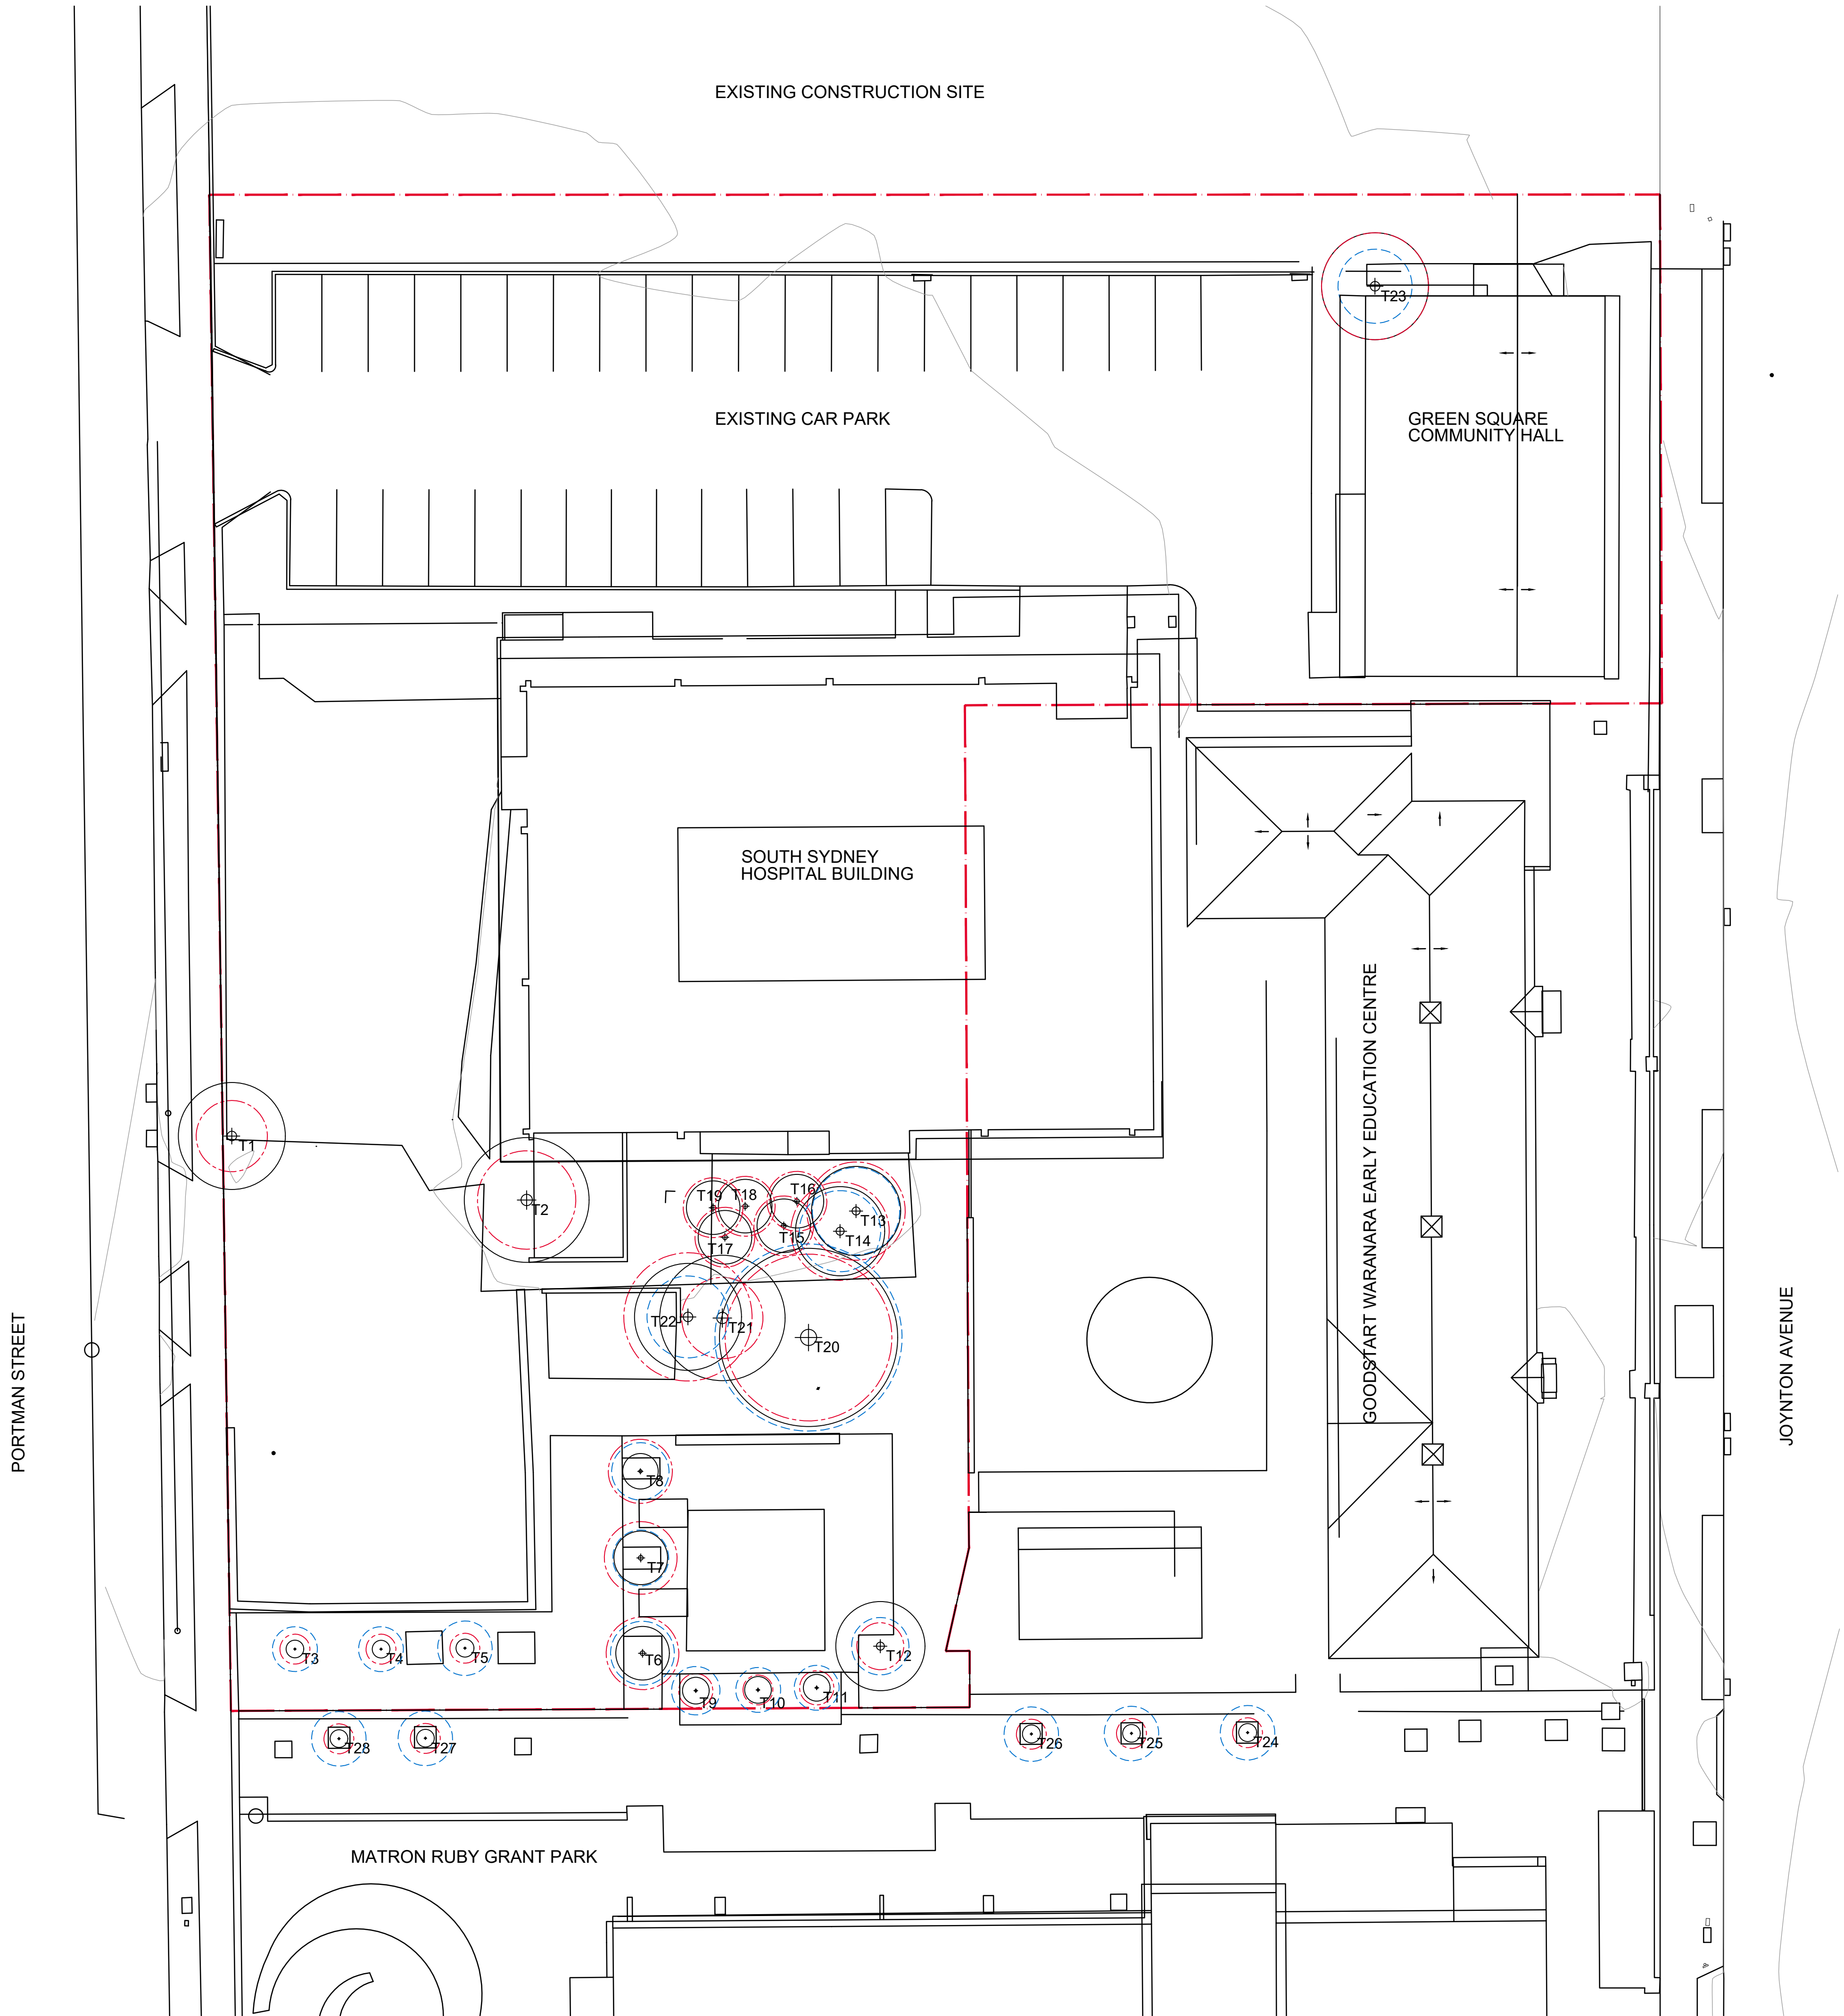 EXISTING CONSTRUCTION SITE
T23
EXISTING CAR PARK
GREEN SQUARE
COMMUNITY HALL
SOUTH SYDNEY
HOSPITAL BUILDING
GOODSTART WARANARA EARLY EDUCATION CENTRE
T1
T2
T19
T18
T16
T13
T14
T15
T17
T22
T21
T20
PORTMAN STREET
JOYNTON AVENUE
T8
T7
T6
T3
T4
T5
T12
T9
T10
T11
T28
T27
T26
T25
T24
MATRON RUBY GRANT PARK